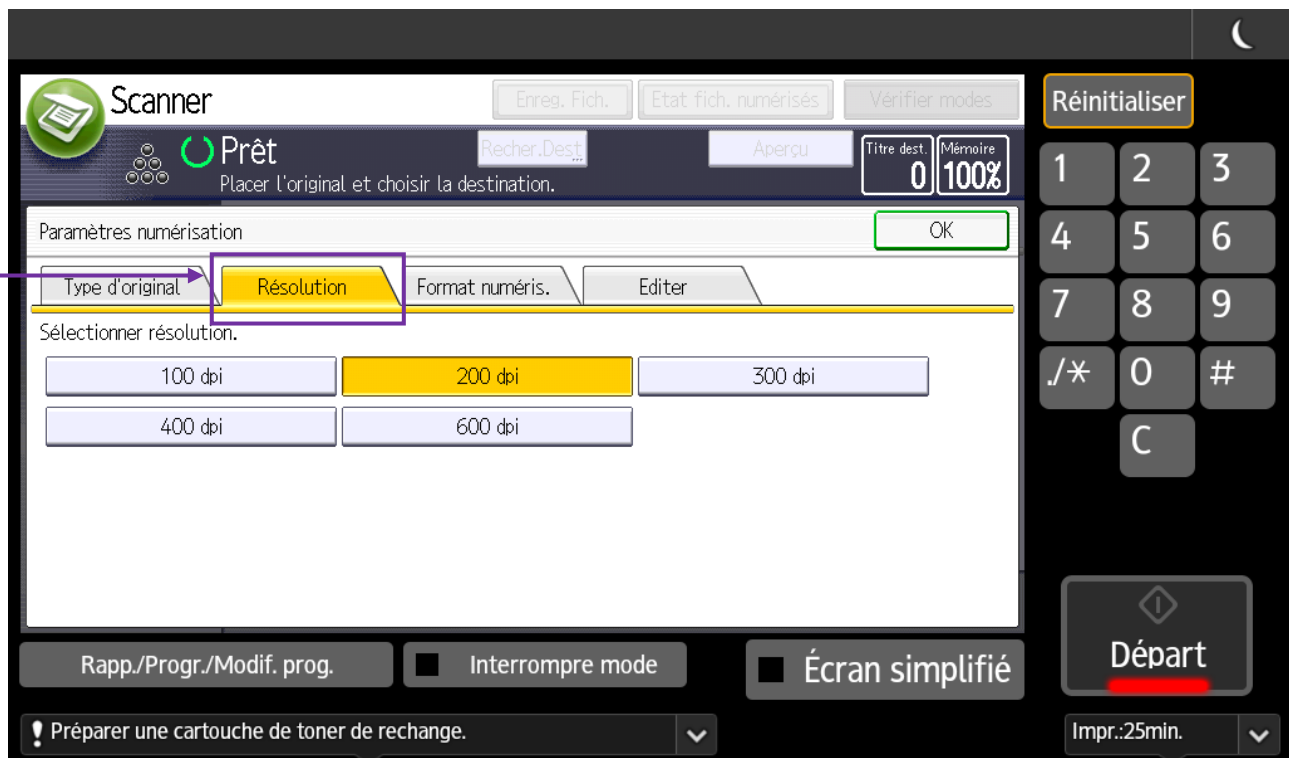 Scanner
Enreg. Fich.
Etat fich. numérisés
Vérifier modes
Réinitialiser
Prêt
Recher.Dest
Aperçu
Titre dest.
0
Mémoire
100%
Placer l'original et choisir la destination.
1 2 3
Paramètres numérisation
OK
4 5 6
Type d'original
Résolution
Format numéris.
Editer
7 8 9
Sélectionner résolution.
100 dpi
200 dpi
300 dpi
./* 0 #
400 dpi
600 dpi
C
Départ
Rapp./Progr./Modif. prog.
Interrompre mode
Écran simplifié
Préparer une cartouche de toner de rechange.
Impr.:25min.